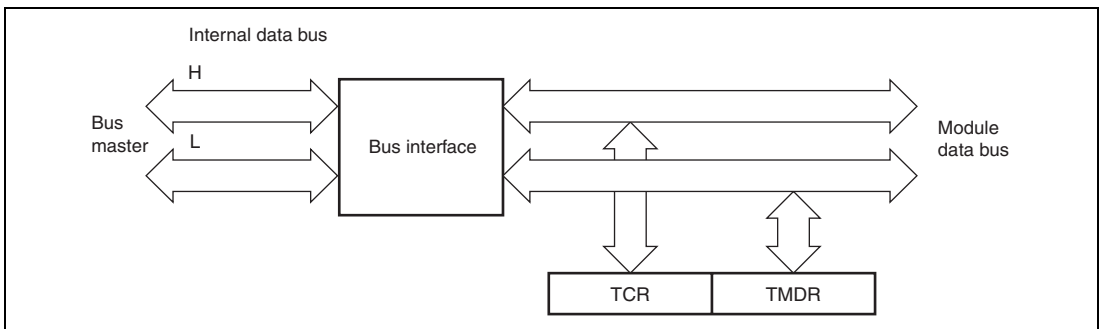 Internal data bus
H
Bus
master
L
Bus interface
Module
data bus
TCR
TMDR